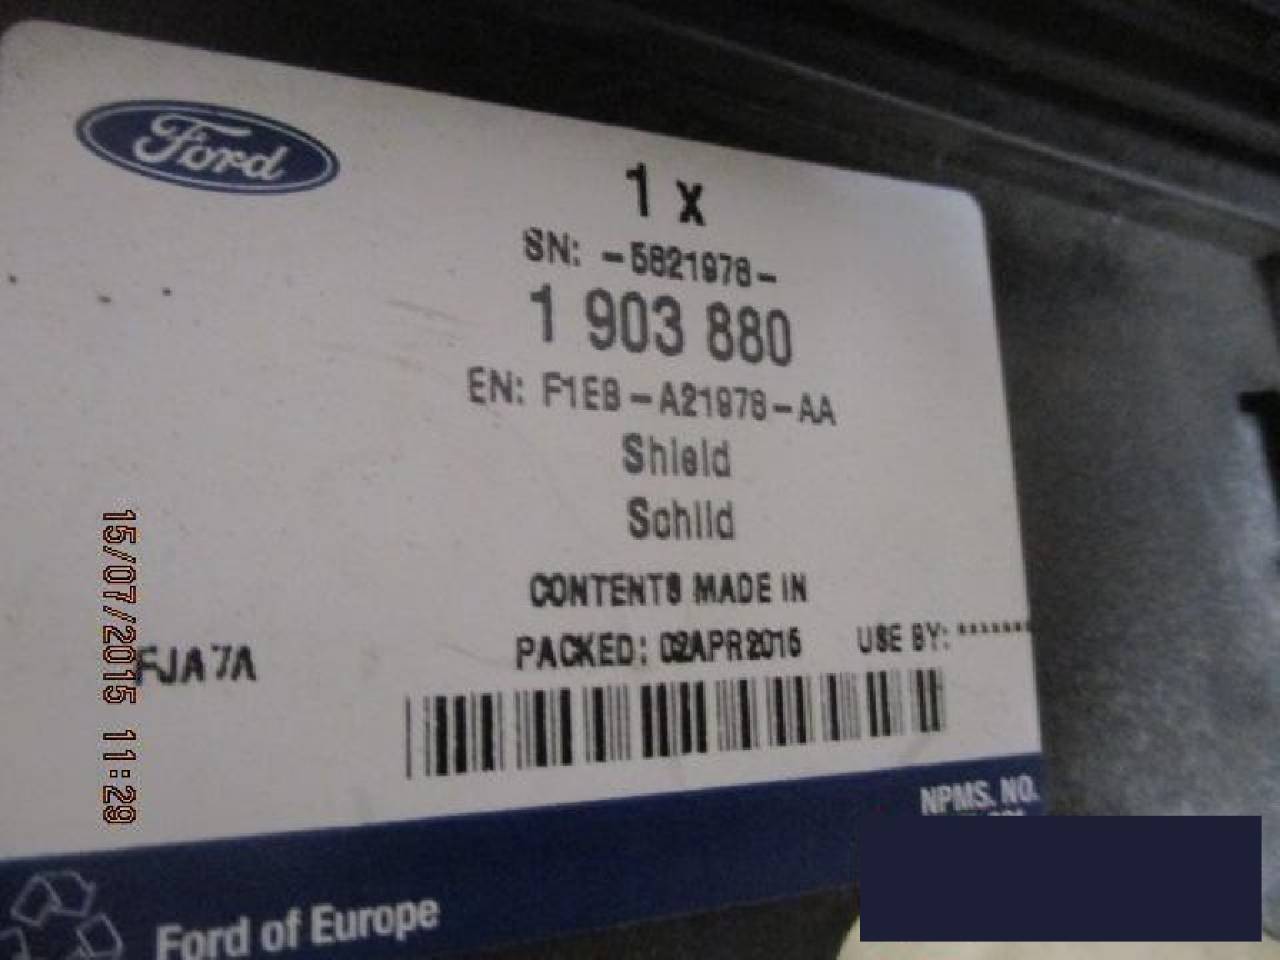 Ford
1 x
SN: -5821978-
1 903 880
EN: F1EB-A21978-AA
Shield
Schild
CONTENTS MADE IN
PACKED: 02APR2015 USE BY: *******
FJA7A
15/07/2015 11:29
NPMS. NO.
Ford of Europe